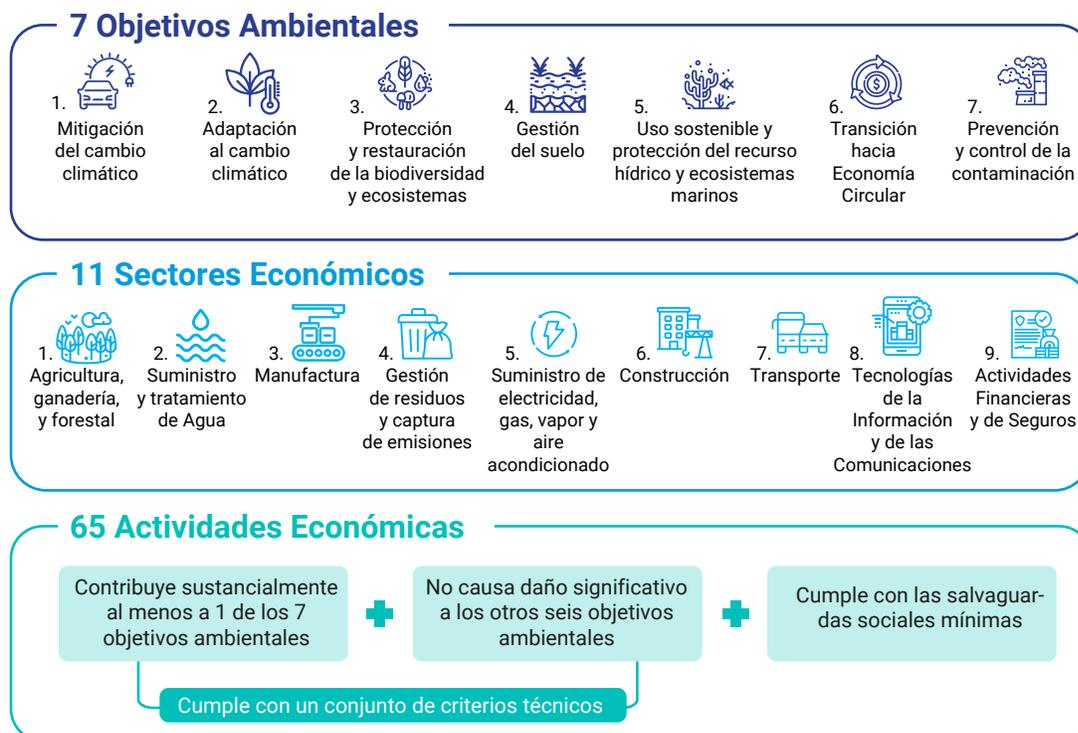 7 Objetivos Ambientales
1.
Mitigación
del cambio
climático
2.
Adaptación
al cambio
climático
3.
Protección
y restauración
de la biodiversidad
y ecosistemas
4.
Gestión
del suelo
5.
Uso sostenible y
protección del recurso
hídrico y ecosistemas
marinos
6.
Transición
hacia
Economía
Circular
7.
Prevención
y control de la
contaminación
11 Sectores Económicos
1.
Agricultura,
ganadería,
y forestal
2.
Suministro
y tratamiento
de Agua
3.
Manufactura
4.
Gestión
de residuos
y captura
de emisiones
5.
Suministro de
electricidad,
gas, vapor y
aire
acondicionado
6.
Construcción
7.
Transporte
8.
Tecnologías
de la
Información
y de las
Comunicaciones
9.
Actividades
Financieras
y de Seguros
65 Actividades Económicas
Contribuye sustancialmente
al menos a 1 de los 7
objetivos ambientales
No causa daño significativo
a los otros seis objetivos
ambientales
Cumple con las salvaguar-
das sociales mínimas
Cumple con un conjunto de criterios técnicos